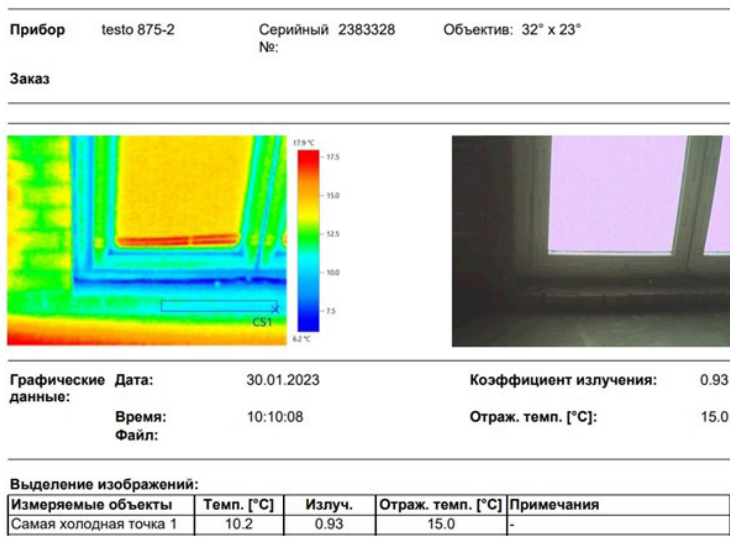 Прибор testo 875-2 Серийный 2383328 Объектив: 32° x 23°
№:
Заказ
17.9 °C
17.5
15.0
12.5
10.0
7.5
6.2 °C
CS1
Графические Дата: 30.01.2023 Коэффициент излучения: 0.93
данные:
Время: 10:10:08 Отраж. темп. [°C]: 15.0
Файл:
Выделение изображений:
Измеряемые объекты Темп. [°C] Излуч. Отраж. темп. [°C] Примечания
Самая холодная точка 1 10.2 0.93 15.0 -